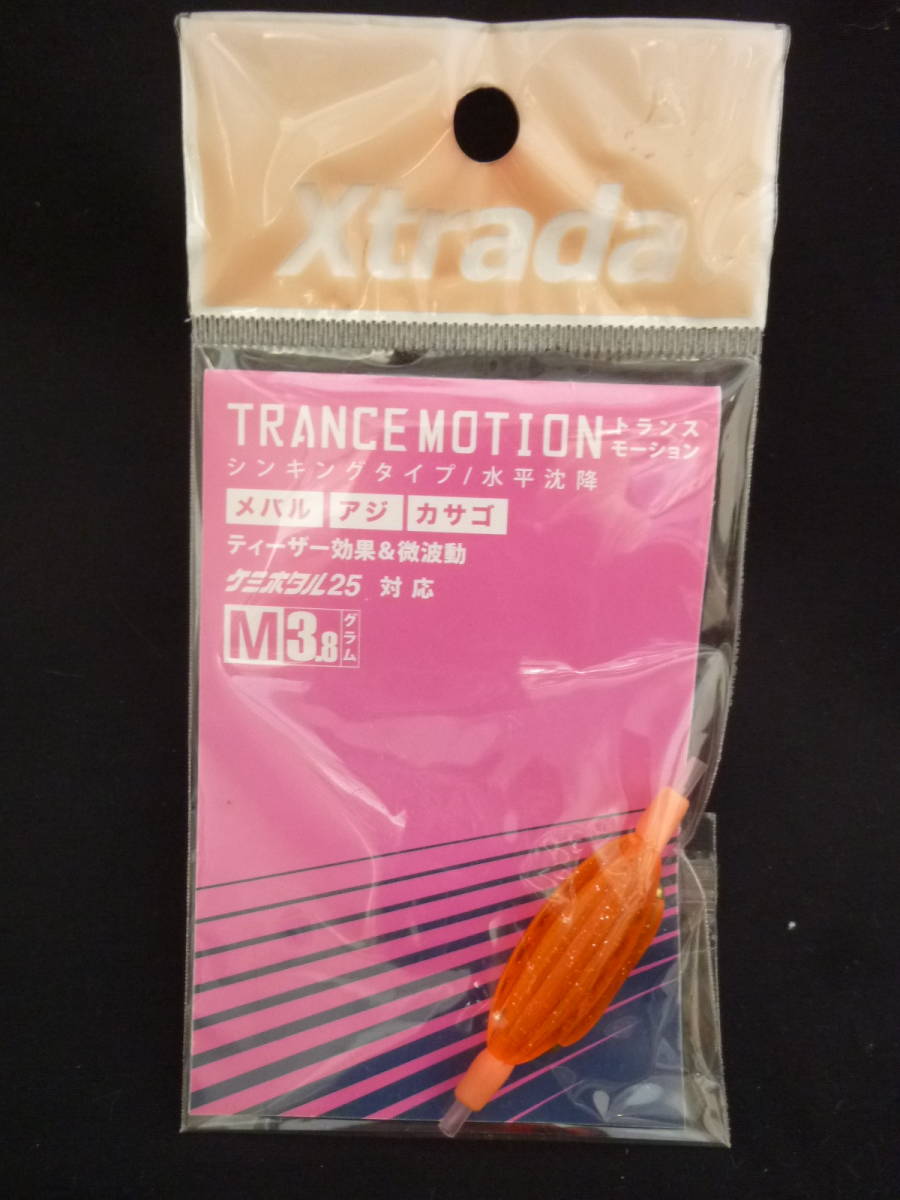 Xtrada
TRANCE MOTION トランス
モーション
シンキングタイプ/水平沈降
メバル アジ カサゴ
ティーザー効果&微波動
ケミホタル25 対応
M 3.8 グラム